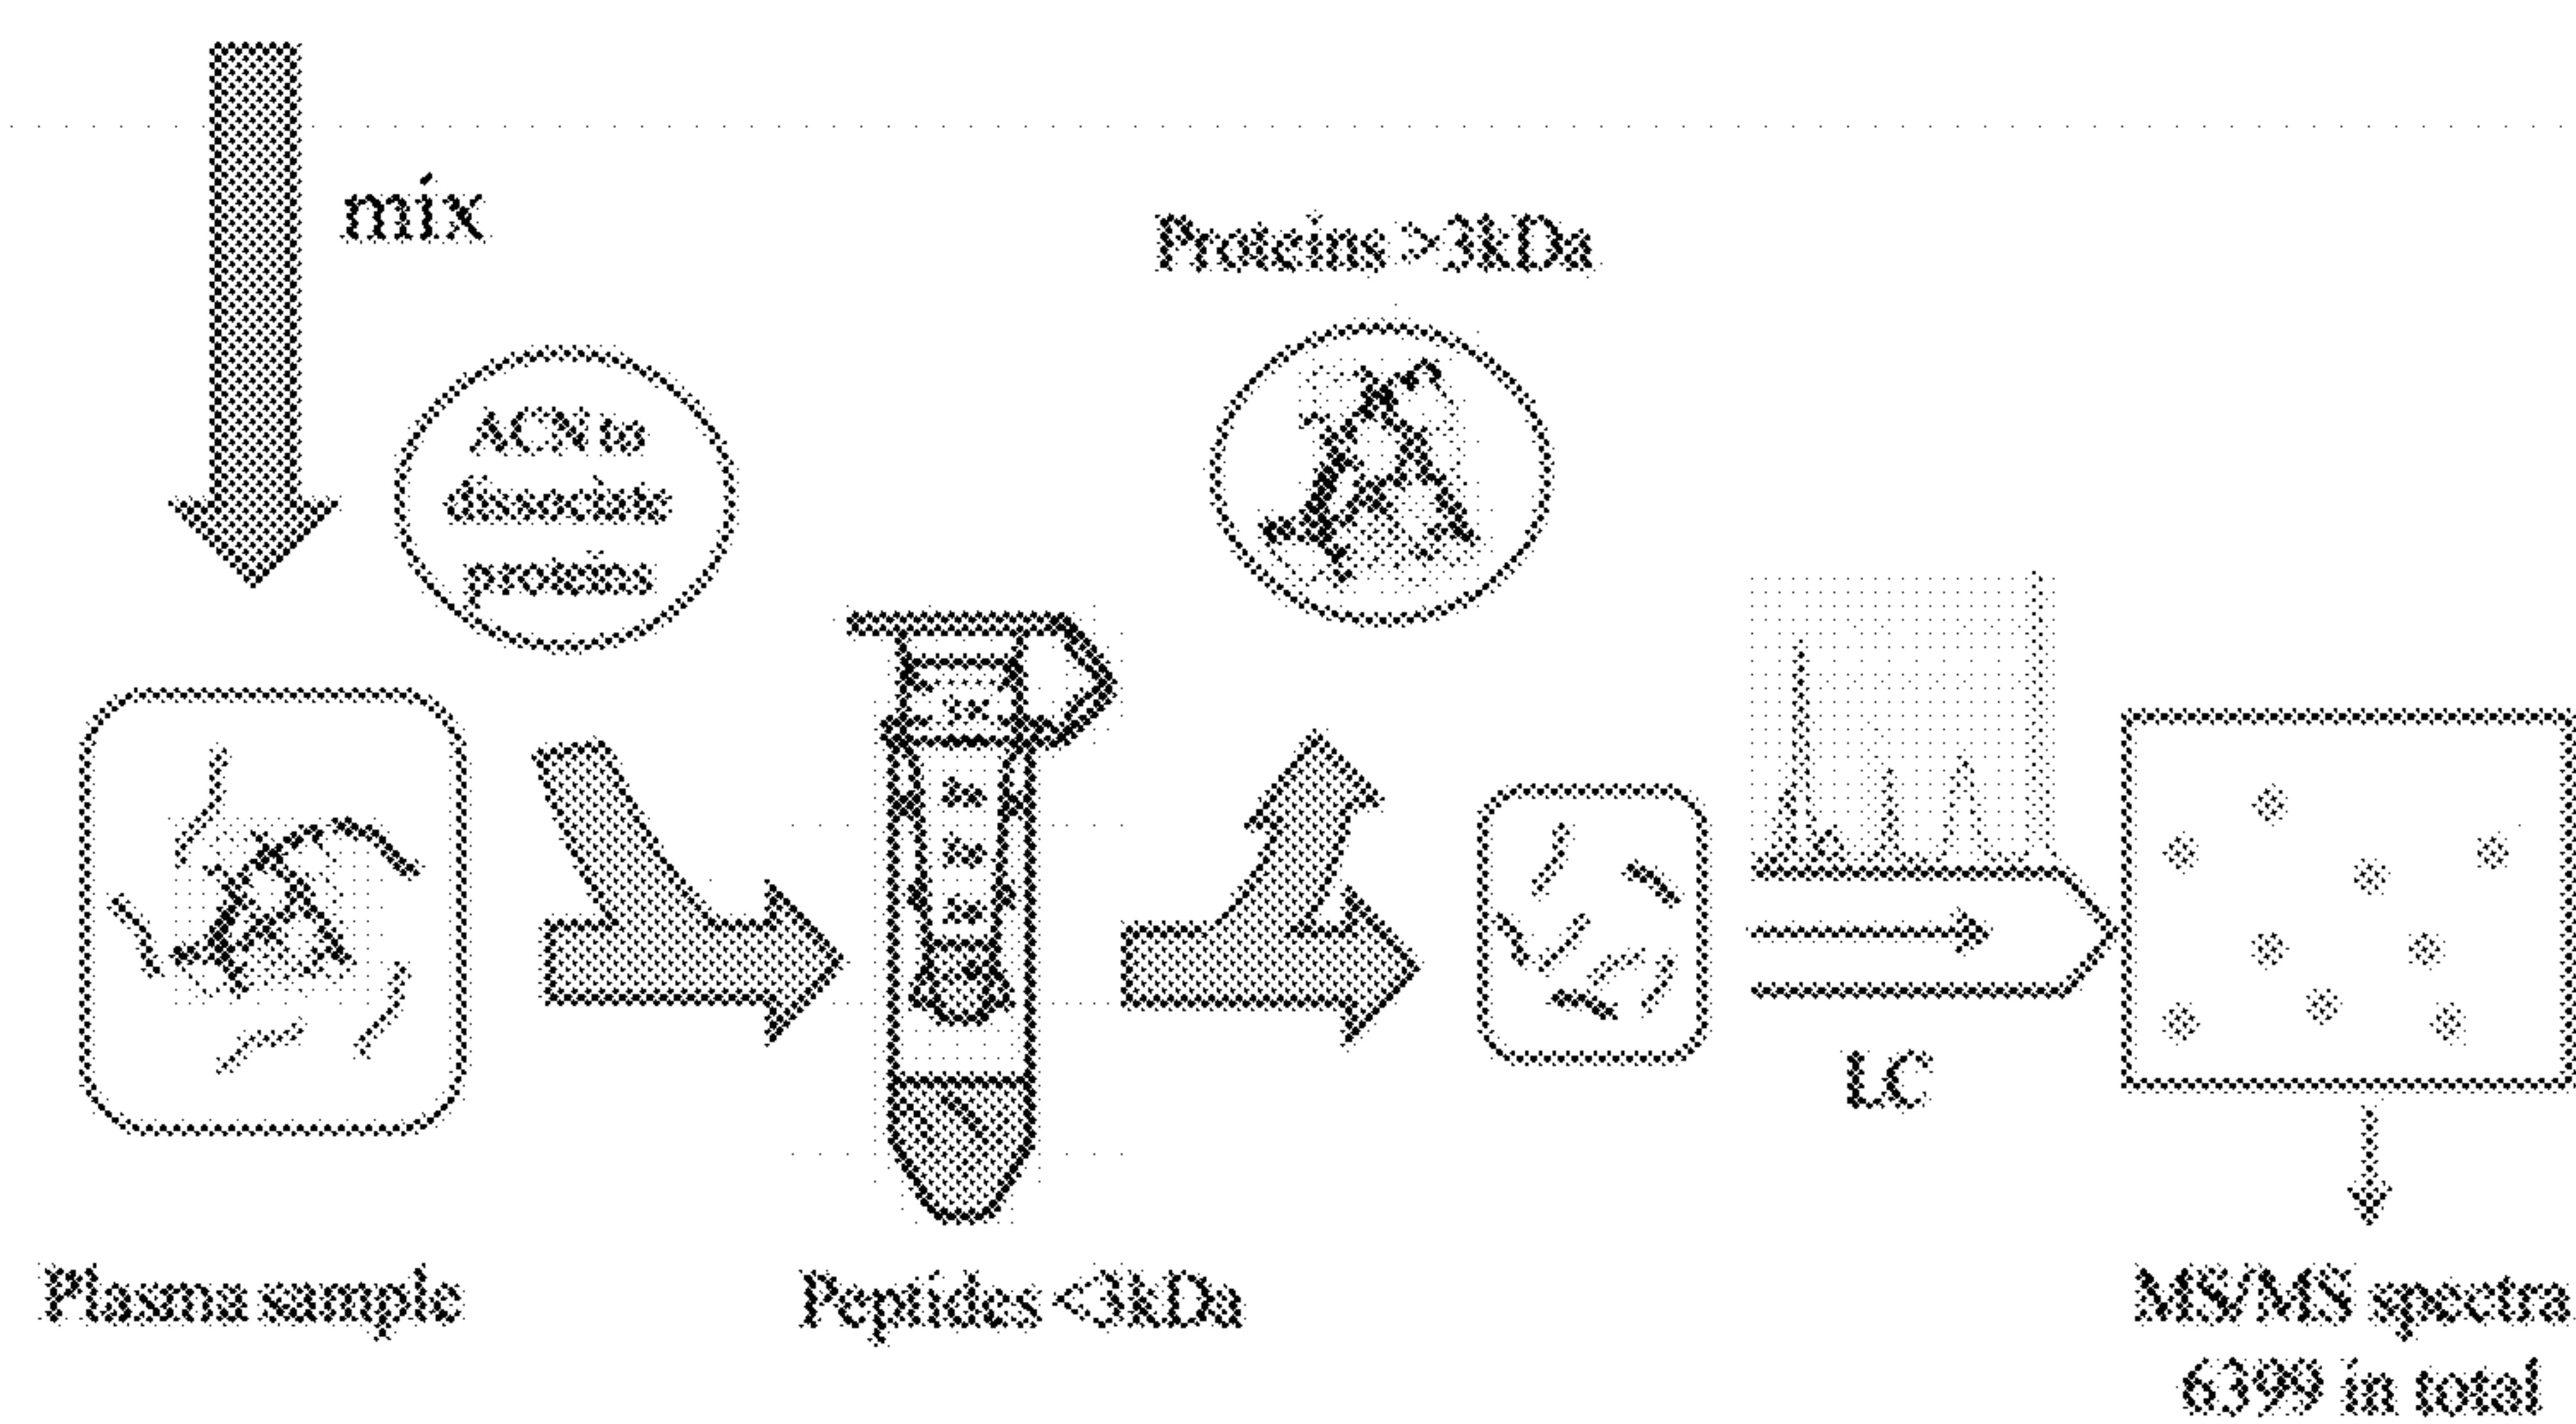 mix
Proteins >3kDa
ACN to
dissociate
proteins
LC
Plasma sample
Peptides <3kDa
MS/MS spectra
6399 in total